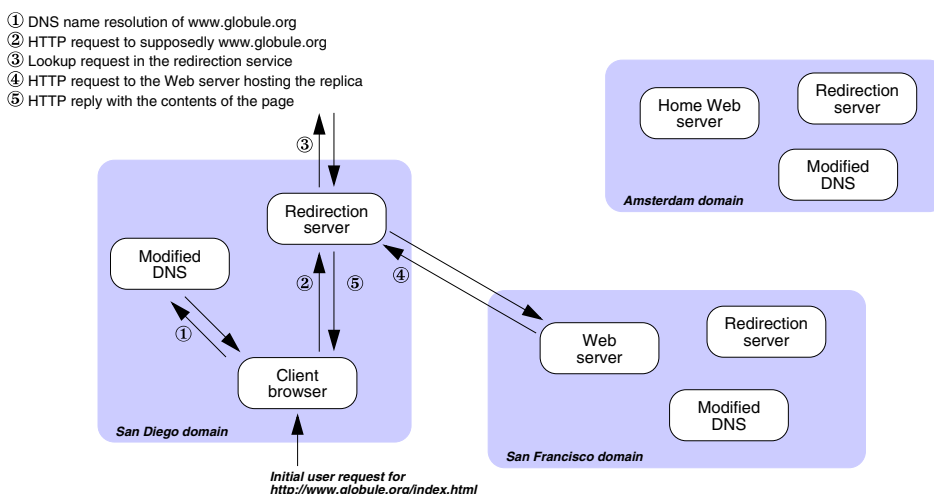 ① DNS name resolution of www.globule.org
② HTTP request to supposedly www.globule.org
③ Lookup request in the redirection service
④ HTTP request to the Web server hosting the replica
⑤ HTTP reply with the contents of the page
Home Web
server
Redirection
server
Modified
DNS
Amsterdam domain
③
Redirection
server
Modified
DNS
②
⑤
④
①
Client
browser
San Diego domain
Web
server
Redirection
server
Modified
DNS
San Francisco domain
Initial user request for
http://www.globule.org/index.html